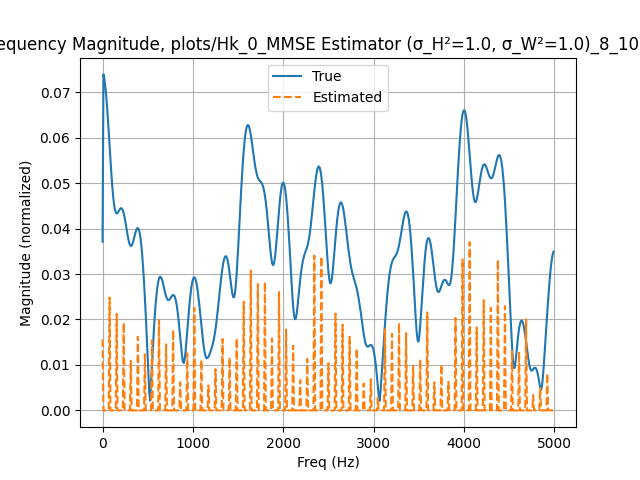 equency Magnitude, plots/Hk_0_MMSE Estimator (σ_H²=1.0, σ_W²=1.0)_8_10
True
Estimated
Magnitude (normalized)
0.07
0.06
0.05
0.04
0.03
0.02
0.01
0.00
0 1000 2000 3000 4000 5000
Freq (Hz)